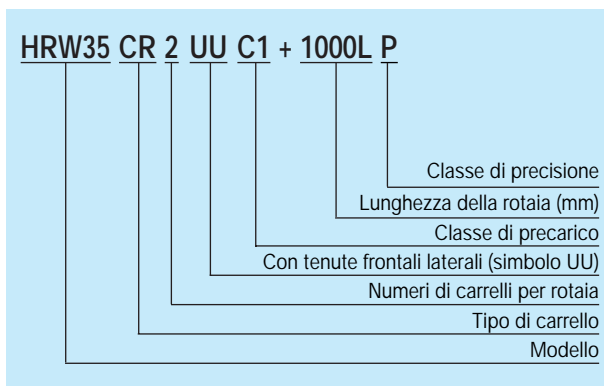 HRW35 CR 2 UU C1 + 1000L P
Classe di precisione
Lunghezza della rotaia (mm)
Classe di precarico
Con tenute frontali laterali (simbolo UU)
Numeri di carrelli per rotaia
Tipo di carrello
Modello